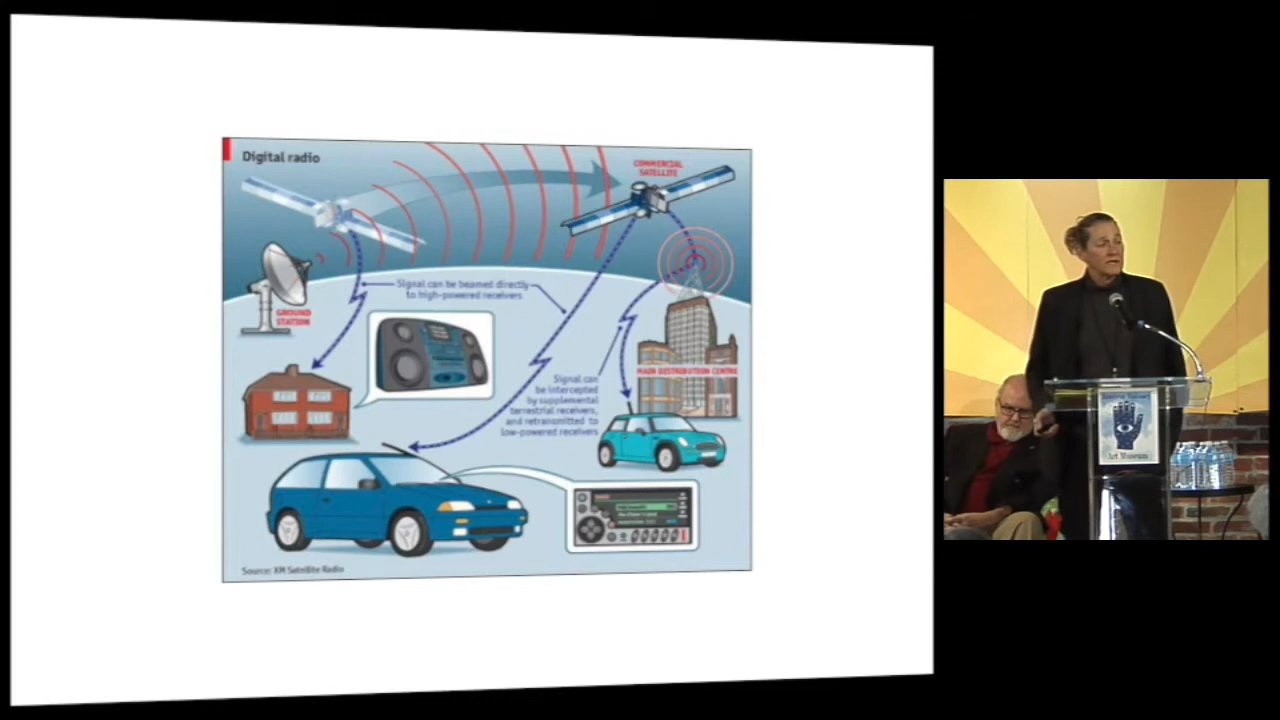 Digital radio
COMMERCIAL
SATELLITE
Signal can be beamed directly
to high-powered receivers
GROUND
STATION
MAIN DISTRIBUTION CENTRE
Signal can
be intercepted
by supplemental
terrestrial receivers,
and retransmitted to
low-powered receivers
Source: XM Satellite Radio
Art Museum